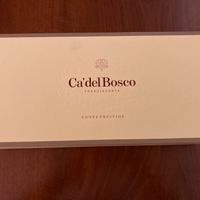 Ca' del Bosco
FRANCIACORTA
CUVÉE PRESTIGE